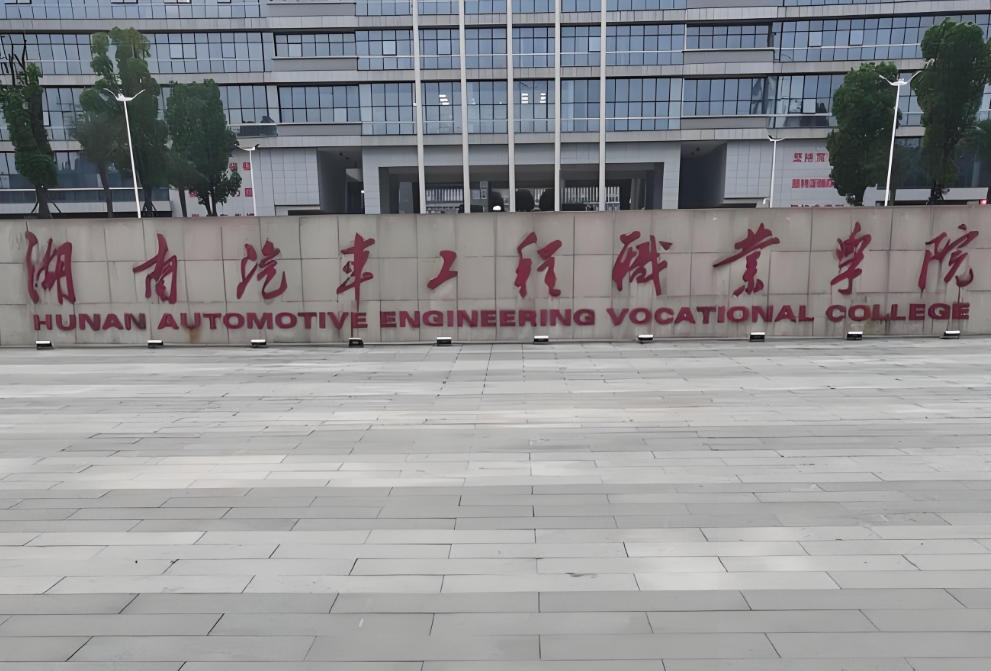 湖南汽车工程职业学院
HUNAN AUTOMOTIVE ENGINEERING VOCATIONAL COLLEGE